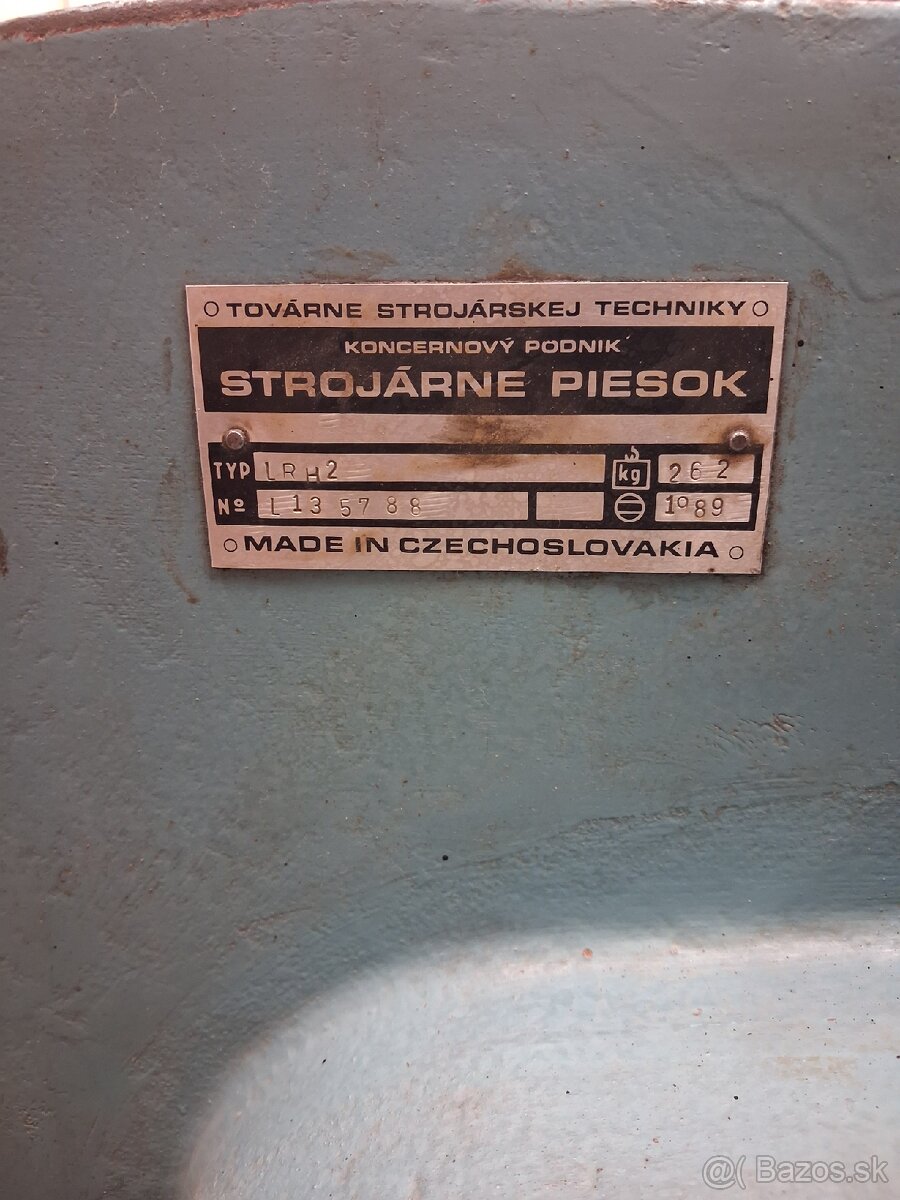 TOVÁRNE STROJÁRSKEJ TECHNIKY
KONCERNOVÝ PODNIK
STROJÁRNE PIESOK
TYP LRH2 kg 262
Nº L135788 1989
MADE IN CZECHOSLOVAKIA
@( Bazos.sk